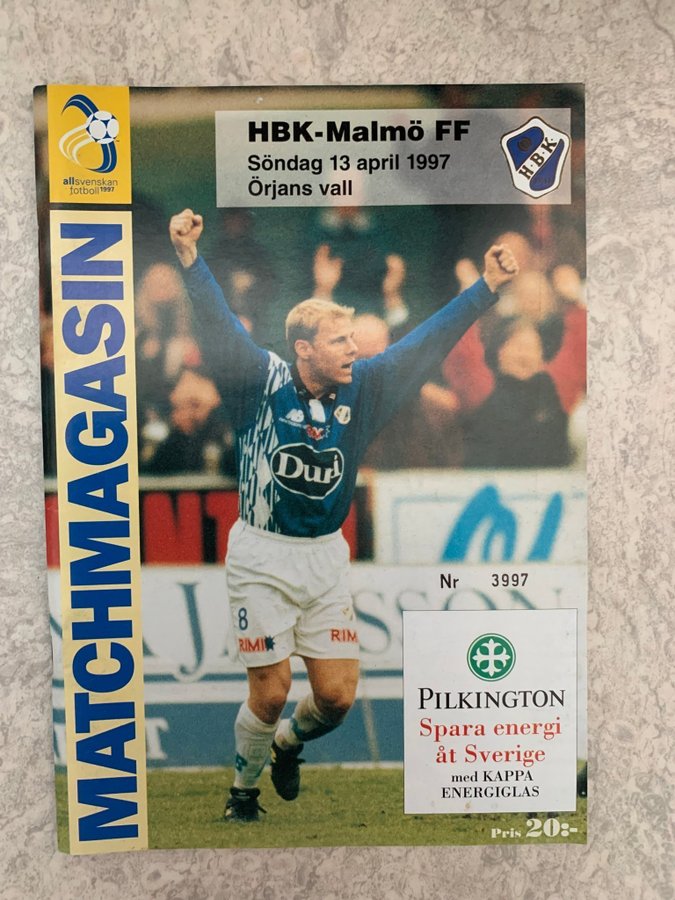 HBK-Malmö FF
Söndag 13 april 1997
Örjans vall
H·B·K·
allsvenskan
fotboll 1997
MATCHMAGASIN
Duri
8
RIMI
RIM
Nr 3997
PILKINGTON
Spara energi
åt Sverige
med KAPPA
ENERGIGLAS
Pris 20:-